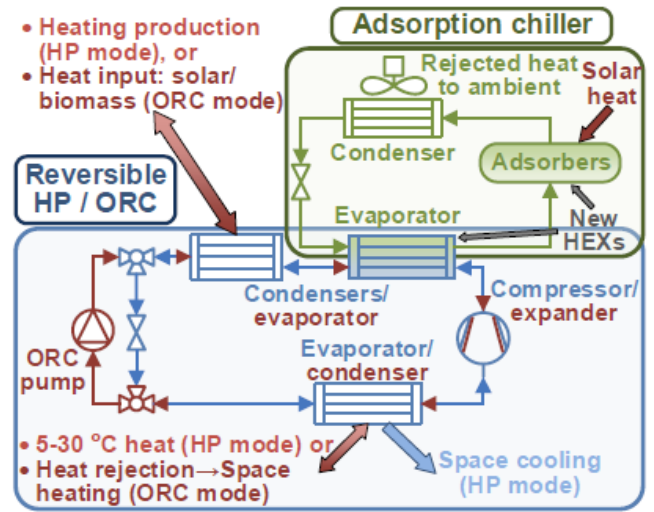 • Heating production
(HP mode), or
• Heat input: solar/
biomass (ORC mode)
Adsorption chiller
Rejected heat
to ambient
Solar
heat
Condenser
Adsorbers
Reversible
HP / ORC
Evaporator
New
HEXs
Condensers/
evaporator
Compressor/
expander
ORC
pump
Evaporator/
condenser
• 5-30 °C heat (HP mode) or
• Heat rejection→Space
heating (ORC mode)
Space cooling
(HP mode)